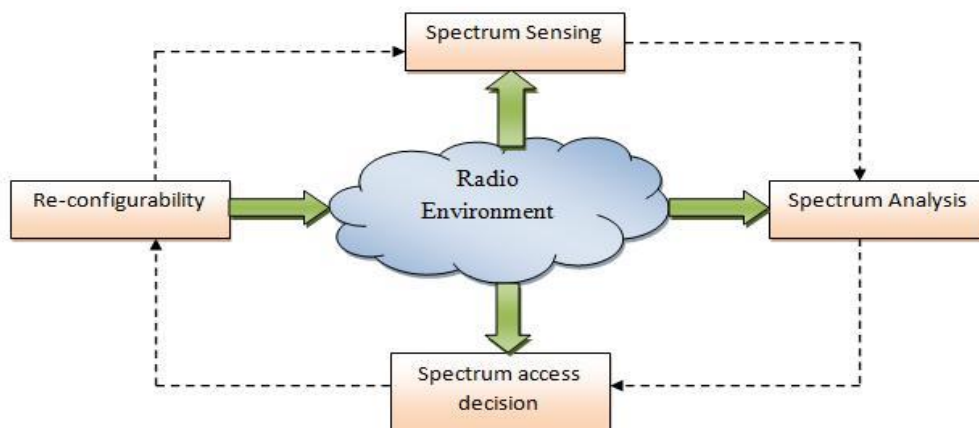 Spectrum Sensing
Radio
Environment
Re-configurability
Spectrum Analysis
Spectrum access
decision